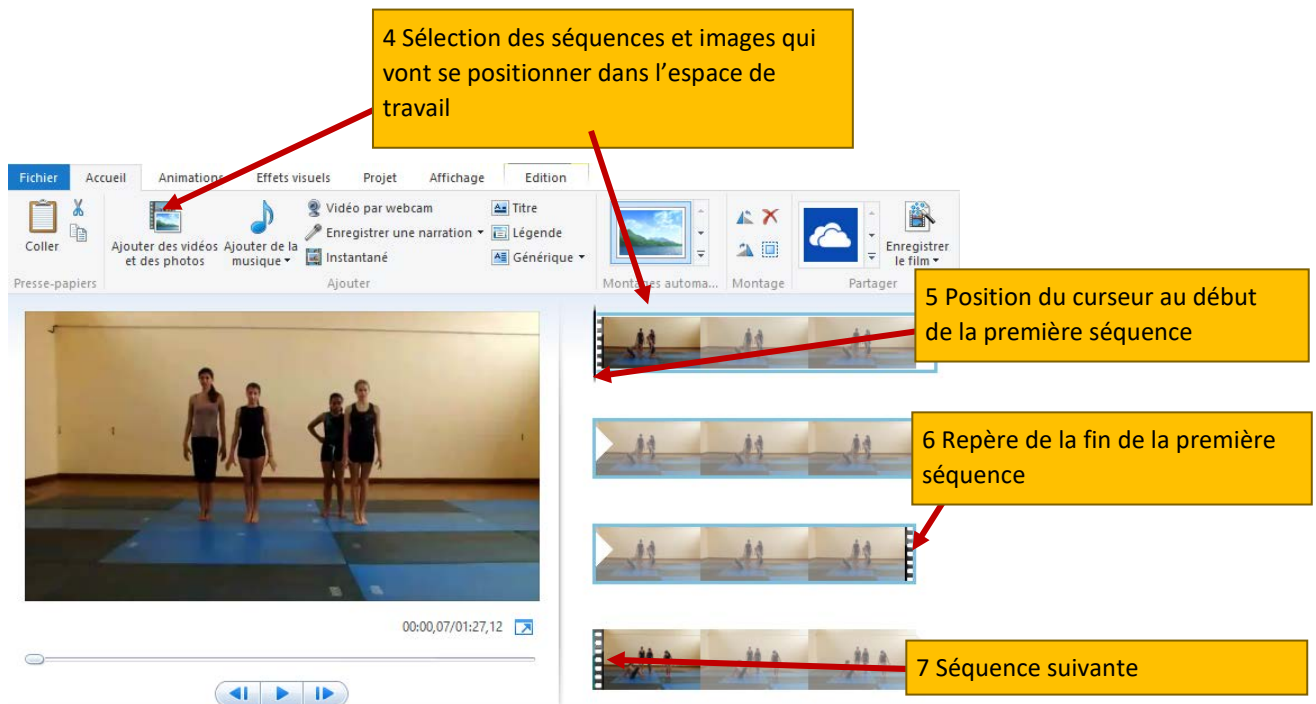 4 Sélection des séquences et images qui
vont se positionner dans l’espace de
travail
Fichier Accueil Animations Effets visuels Projet Affichage Edition
Coller
Ajouter des vidéos
et des photos
Ajouter de la
musique
Vidéo par webcam
Enregistrer une narration
Instantané
Titre
Légende
Générique
Enregistrer
le film
Presse-papiers Ajouter Montages automa... Montage Partager
5 Position du curseur au début
de la première séquence
6 Repère de la fin de la première
séquence
00:00,07/01:27,12
7 Séquence suivante